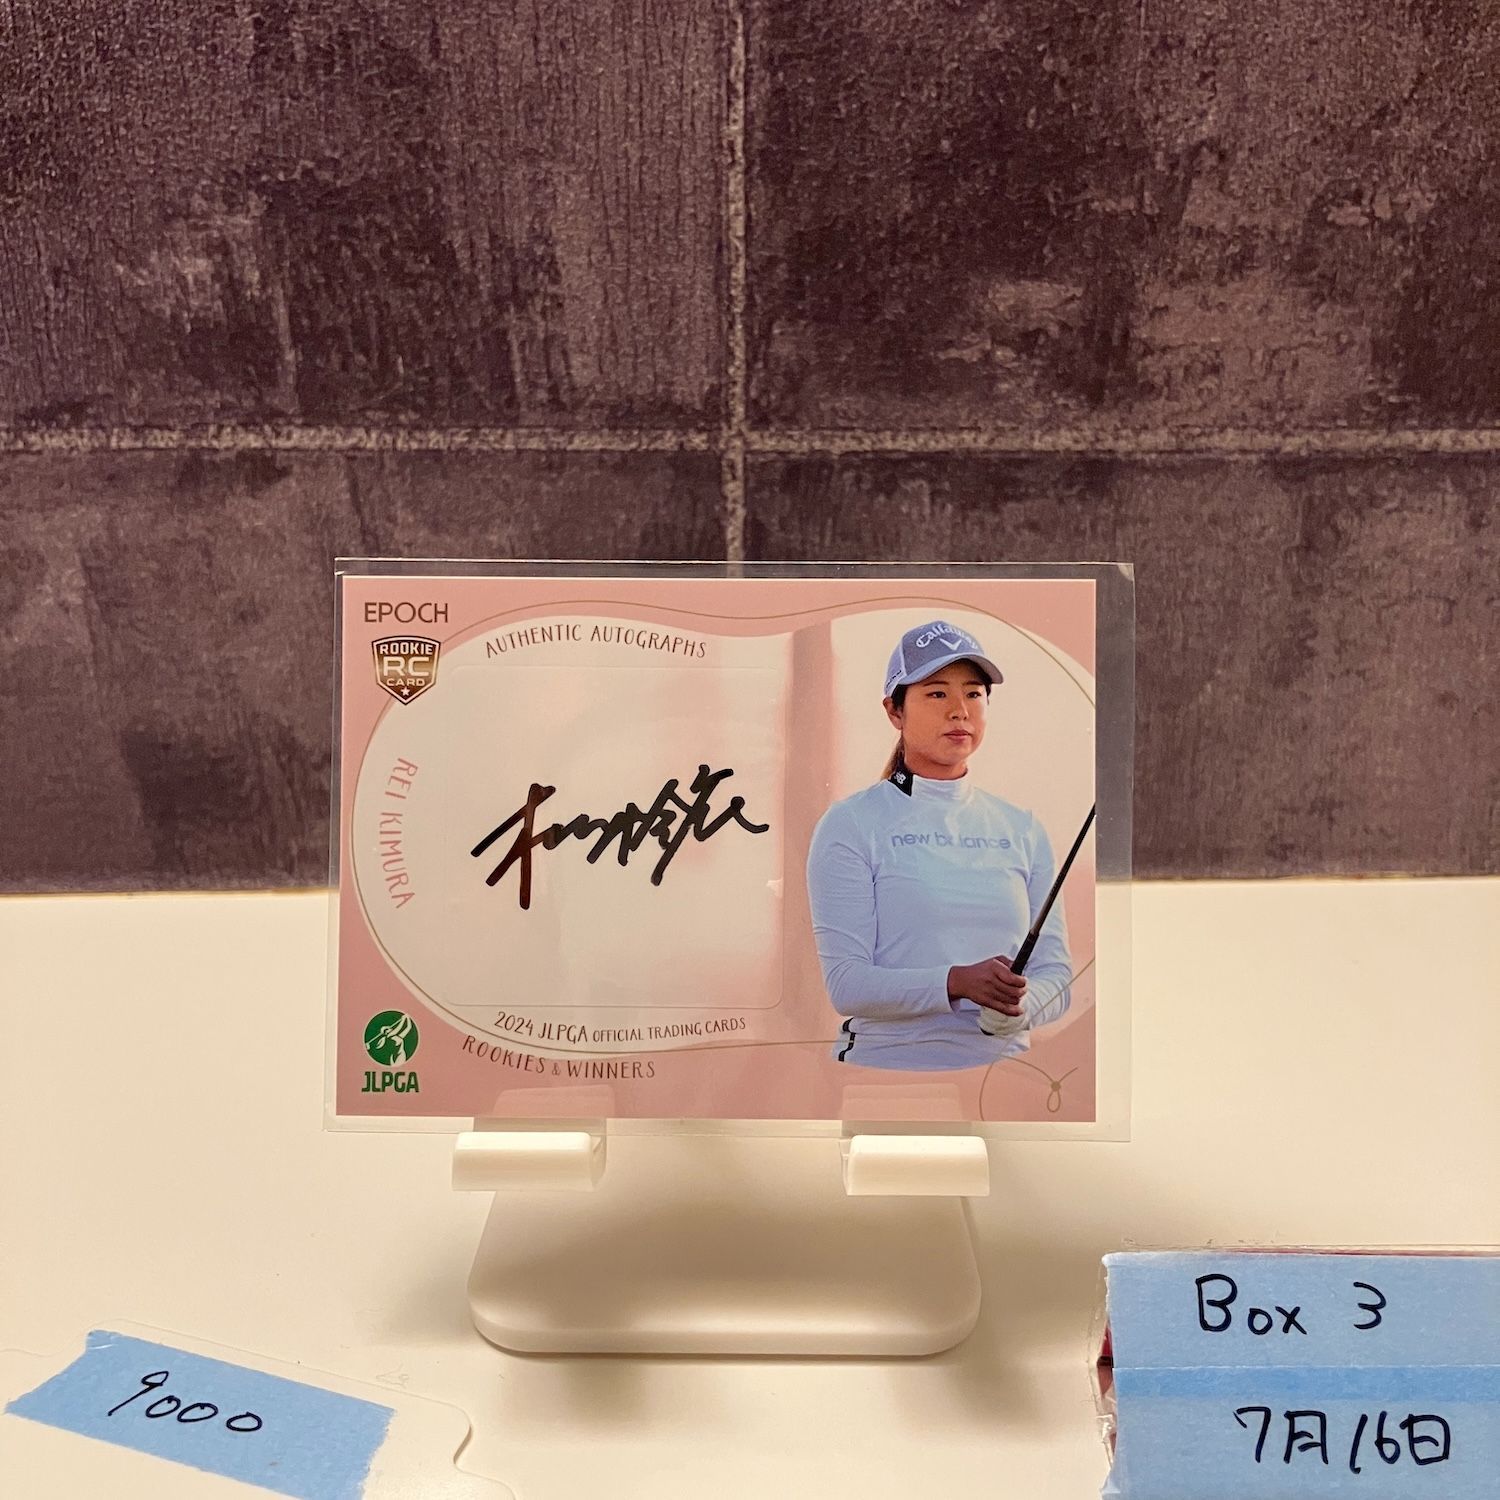 EPOCH
ROOKIE
RC
CARD
AUTHENTIC AUTOGRAPHS
REI KIMURA
Callaway
new balance
2024 JLPGA OFFICIAL TRADING CARDS
ROOKIES & WINNERS
JLPGA
9000
Box 3
7月16日